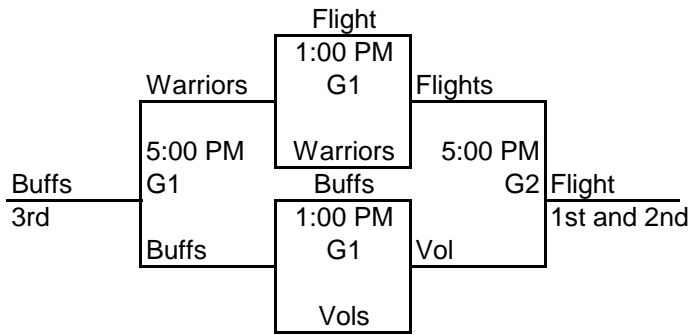 Flight
1:00 PM
Warriors G1 Flights
5:00 PM Warriors 5:00 PM
Buffs G1 Buffs G2 Flight
3rd 1:00 PM 1st and 2nd
Buffs G1 Vol
Vols